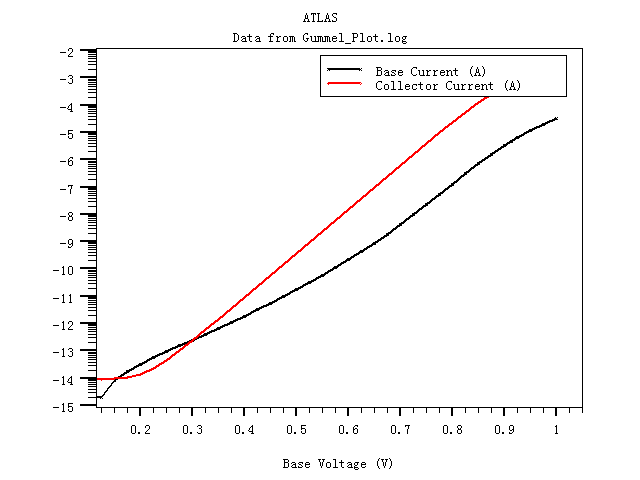 ATLAS
Data from Gummel_Plot.log
Base Current (A)
Collector Current (A)
-2
-3
-4
-5
-6
-7
-8
-9
-10
-11
-12
-13
-14
-15
0.2 0.3 0.4 0.5 0.6 0.7 0.8 0.9 1
Base Voltage (V)